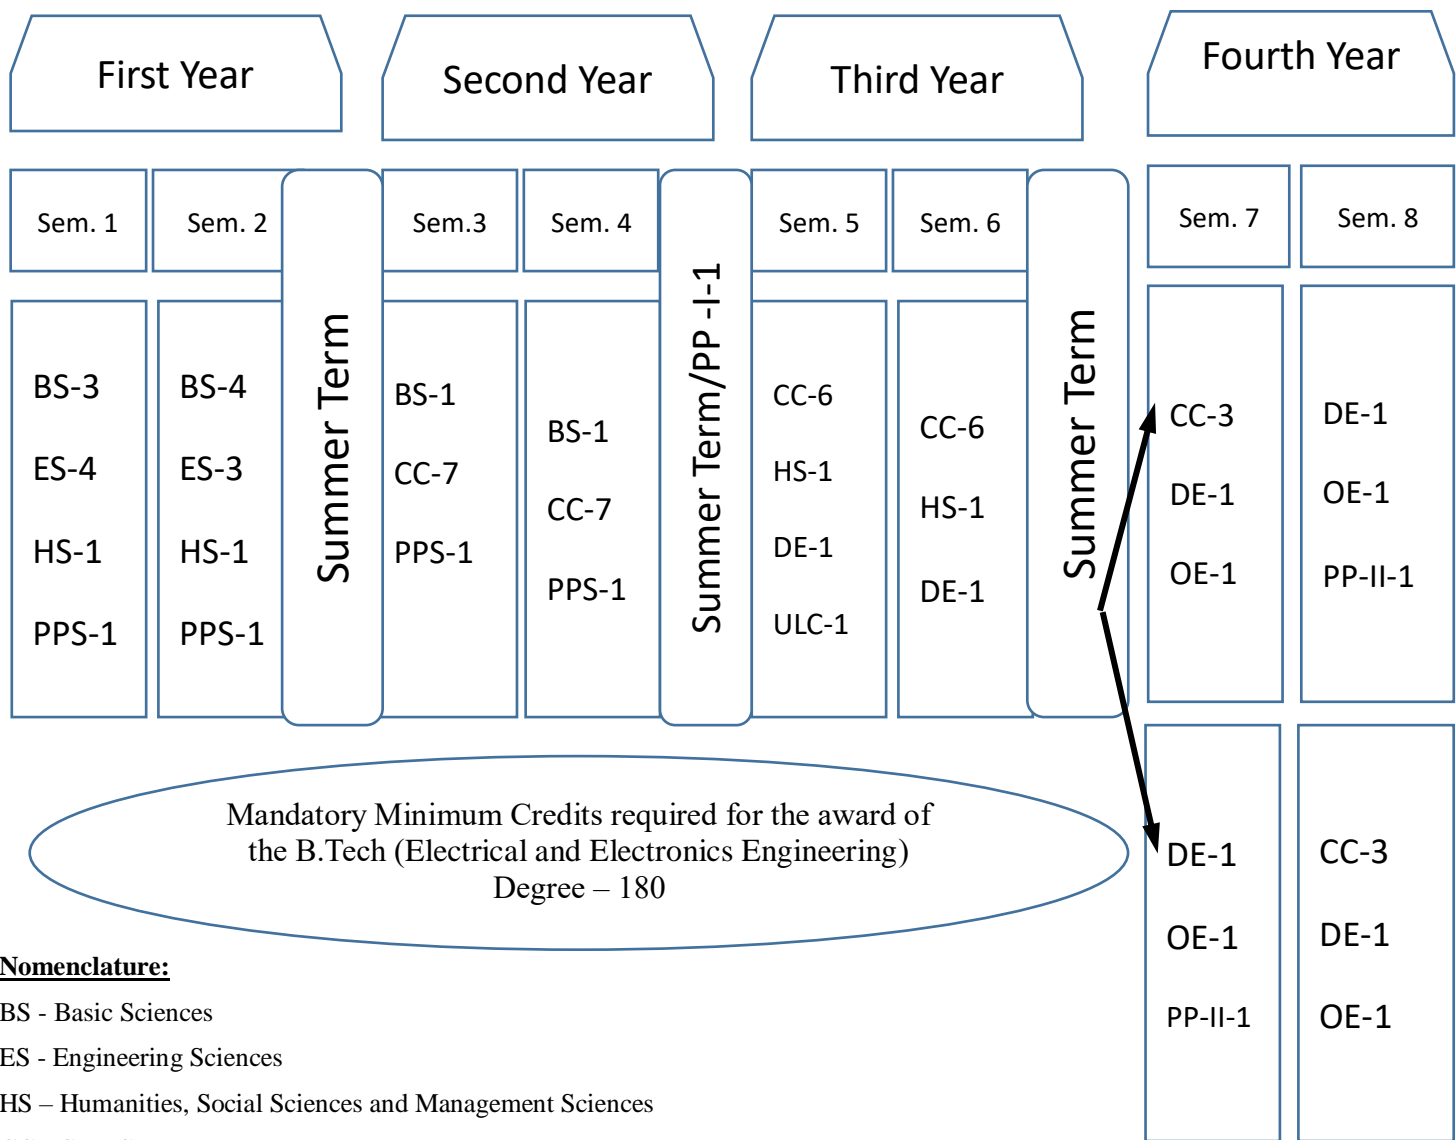 First Year
Second Year
Third Year
Fourth Year
Sem. 1
Sem. 2
Sem.3
Sem. 4
Sem. 5
Sem. 6
Sem. 7
Sem. 8
BS-3
ES-4
HS-1
PPS-1
BS-4
ES-3
HS-1
PPS-1
Summer Term
BS-1
CC-7
PPS-1
BS-1
CC-7
PPS-1
Summer Term/PP -I-1
CC-6
HS-1
DE-1
ULC-1
CC-6
HS-1
DE-1
Summer Term
CC-3
DE-1
OE-1
DE-1
OE-1
PP-II-1
DE-1
OE-1
PP-II-1
CC-3
DE-1
OE-1
Mandatory Minimum Credits required for the award of
the B.Tech (Electrical and Electronics Engineering)
Degree – 180
Nomenclature:
BS - Basic Sciences
ES - Engineering Sciences
HS – Humanities, Social Sciences and Management Sciences